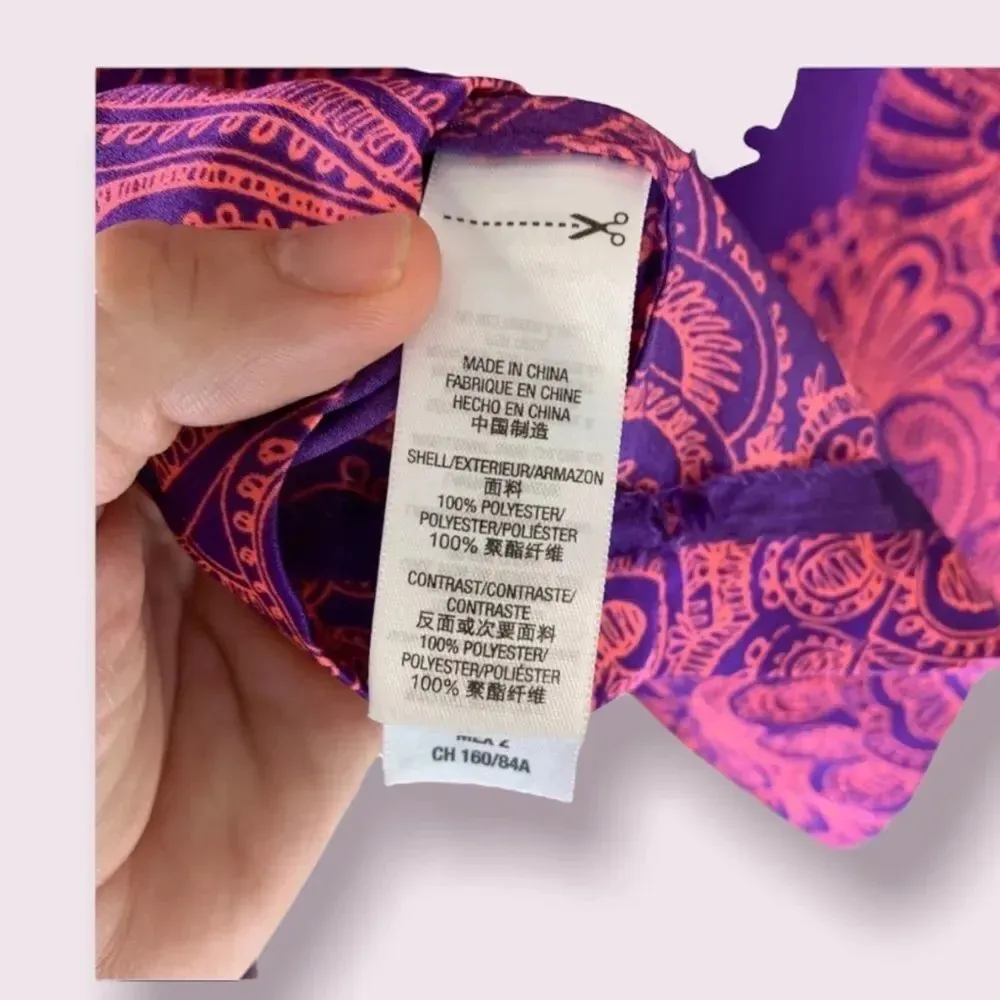 MADE IN CHINA
FABRIQUE EN CHINE
HECHO EN CHINA
中国制造
SHELL/EXTERIEUR/ARMAZON
面料
100% POLYESTER/
POLYESTER/POLIÉSTER
100% 聚酯纤维
CONTRAST/CONTRASTE/
CONTRASTE
反面或次要面料
100% POLYESTER/
POLYESTER/POLIÉSTER
100% 聚酯纤维
MEX 2
CH 160/84A